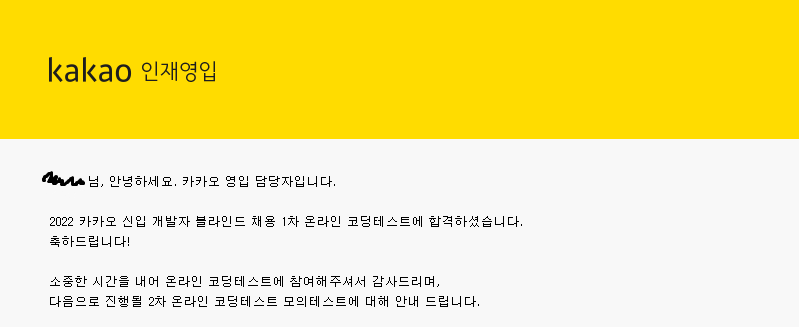 kakao 인재영입
님, 안녕하세요. 카카오 영입 담당자입니다.
2022 카카오 신입 개발자 블라인드 채용 1차 온라인 코딩테스트에 합격하셨습니다.
축하드립니다!
소중한 시간을 내어 온라인 코딩테스트에 참여해주셔서 감사드리며,
다음으로 진행될 2차 온라인 코딩테스트 모의테스트에 대해 안내 드립니다.